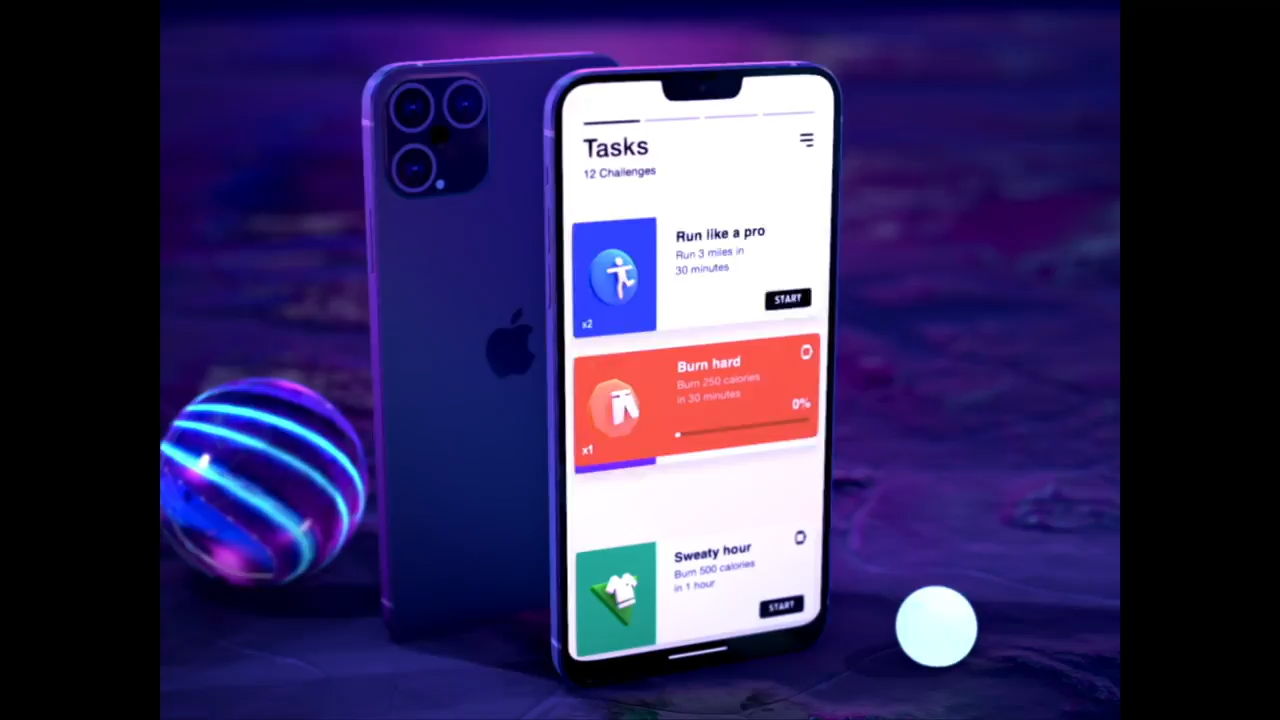 Tasks
12 Challenges
Run like a pro
Run 3 miles in
30 minutes
START
x2
Burn hard
Burn 250 calories
in 30 minutes
0%
x1
Sweaty hour
Burn 500 calories
in 1 hour
START